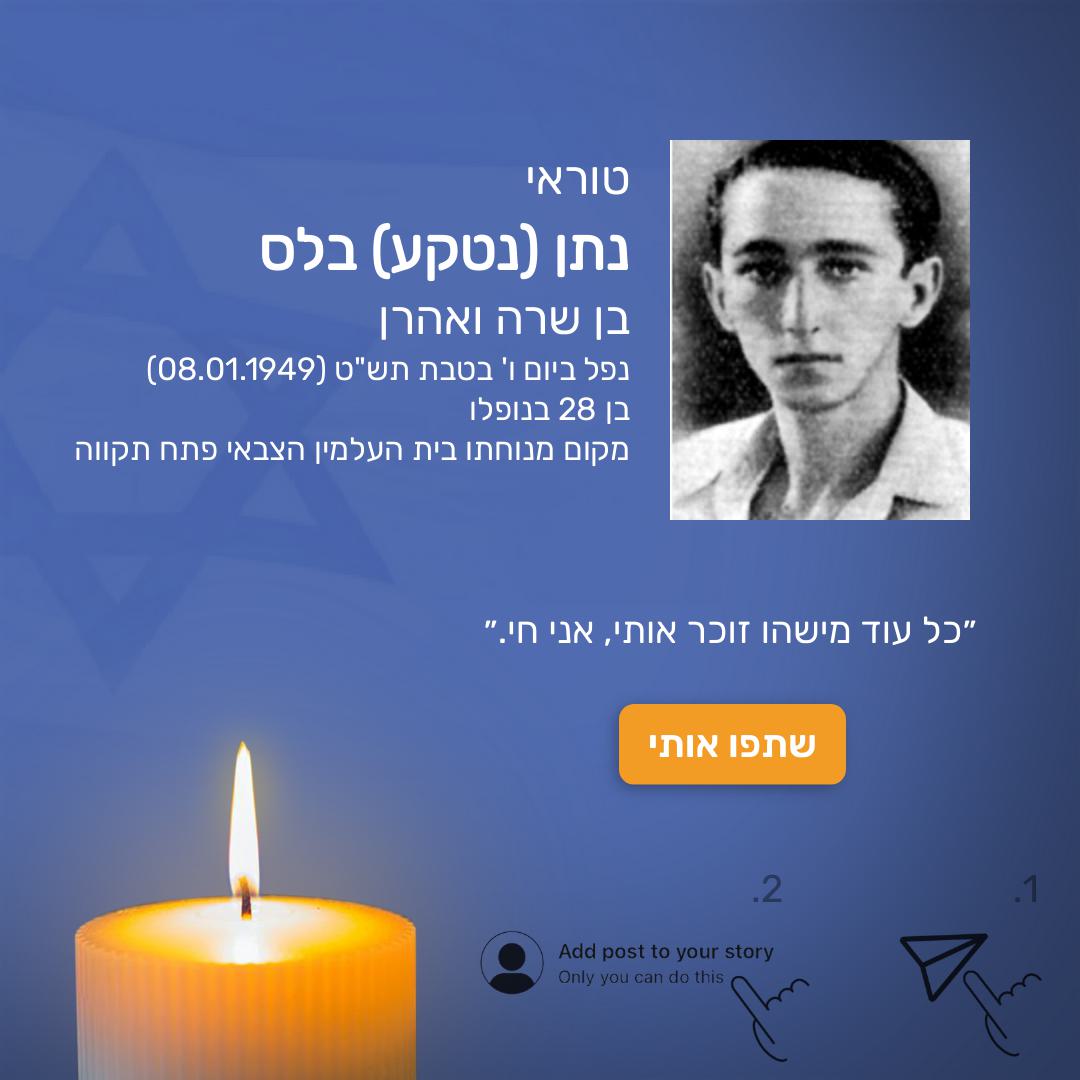 טוראי
נתן (נטקע) בלס
בן שרה ואהרן
נפל ביום ו' בטבת תש"ט (08.01.1949)
בן 28 בנופלו
מקום מנוחתו בית העלמין הצבאי פתח תקווה
״כל עוד מישהו זוכר אותי, אני חי.״
שתפו אותי
.1
.2
Add post to your story
Only you can do this